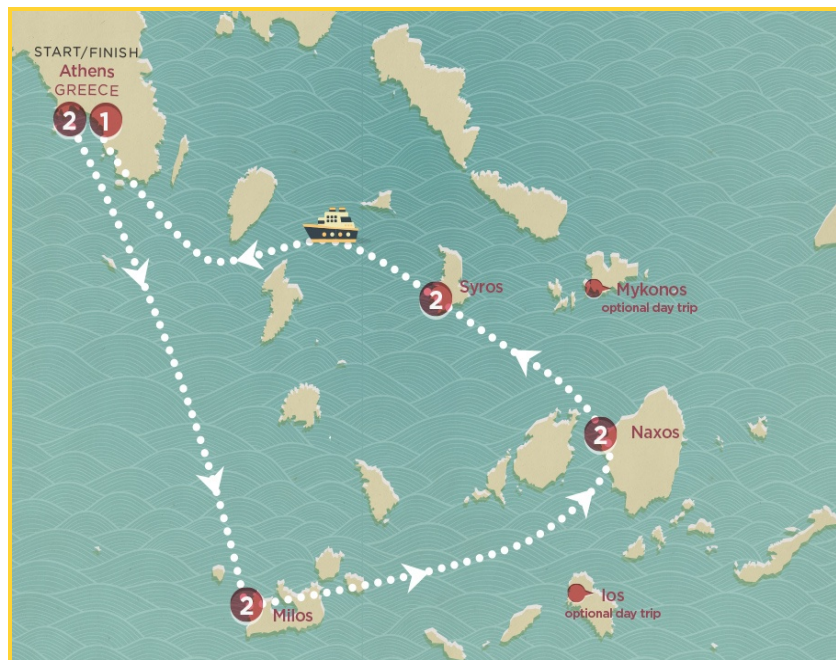 START/FINISH
Athens
GREECE
2 1
2
Syros
Mykonos
optional day trip
2
Naxos
2
Milos
Ios
optional day trip